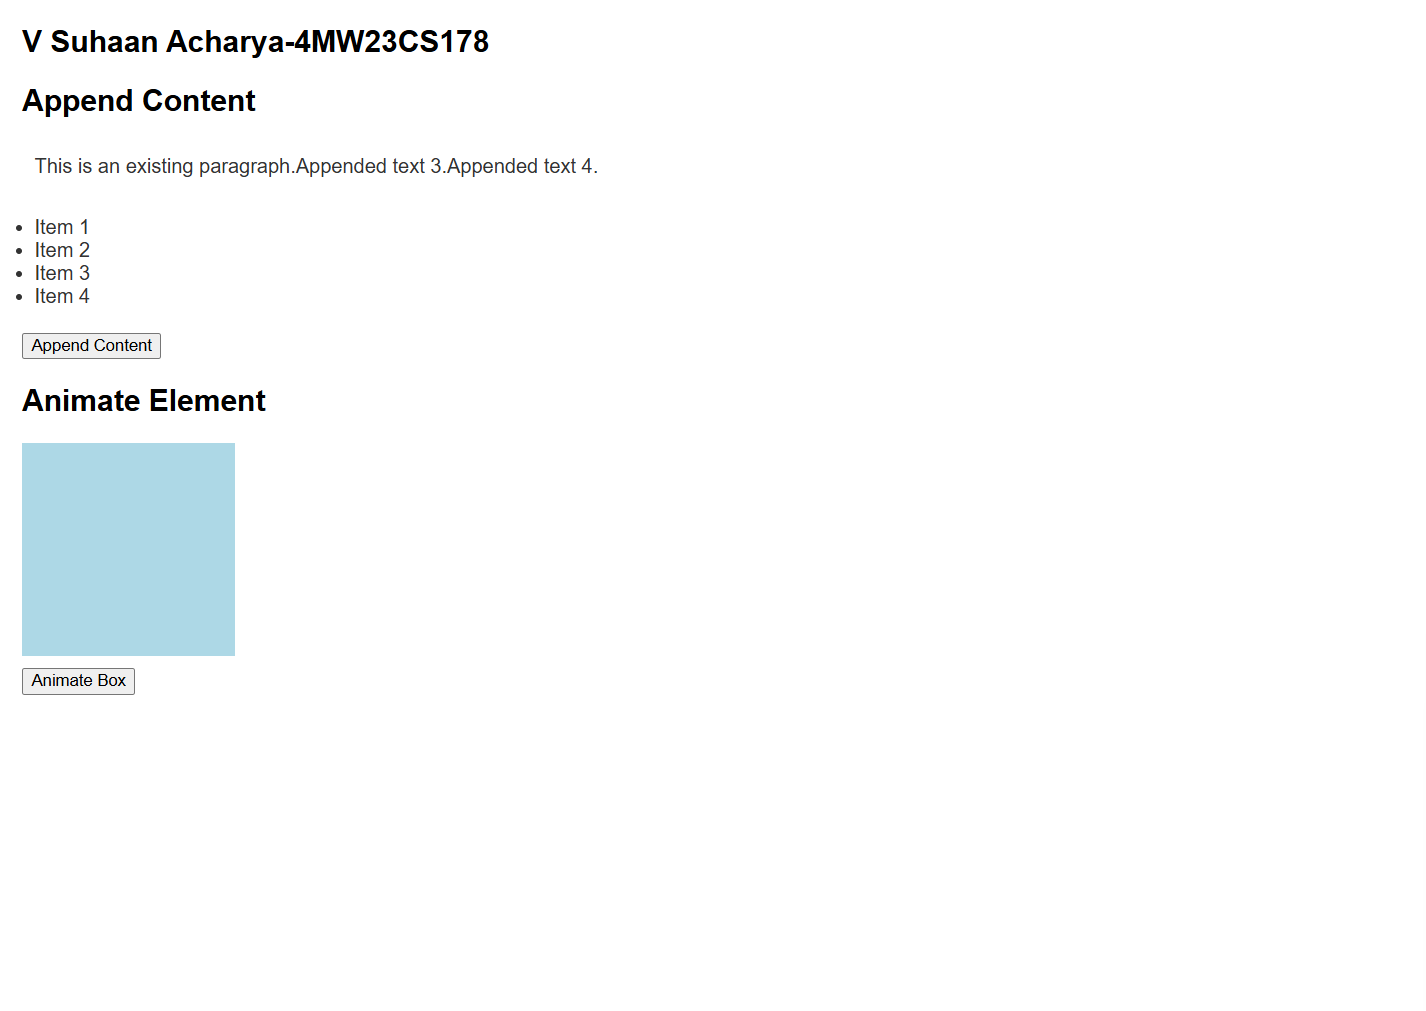 V Suhaan Acharya-4MW23CS178
Append Content
This is an existing paragraph.Appended text 3.Appended text 4.
Item 1
Item 2
Item 3
Item 4
Append Content
Animate Element
Animate Box